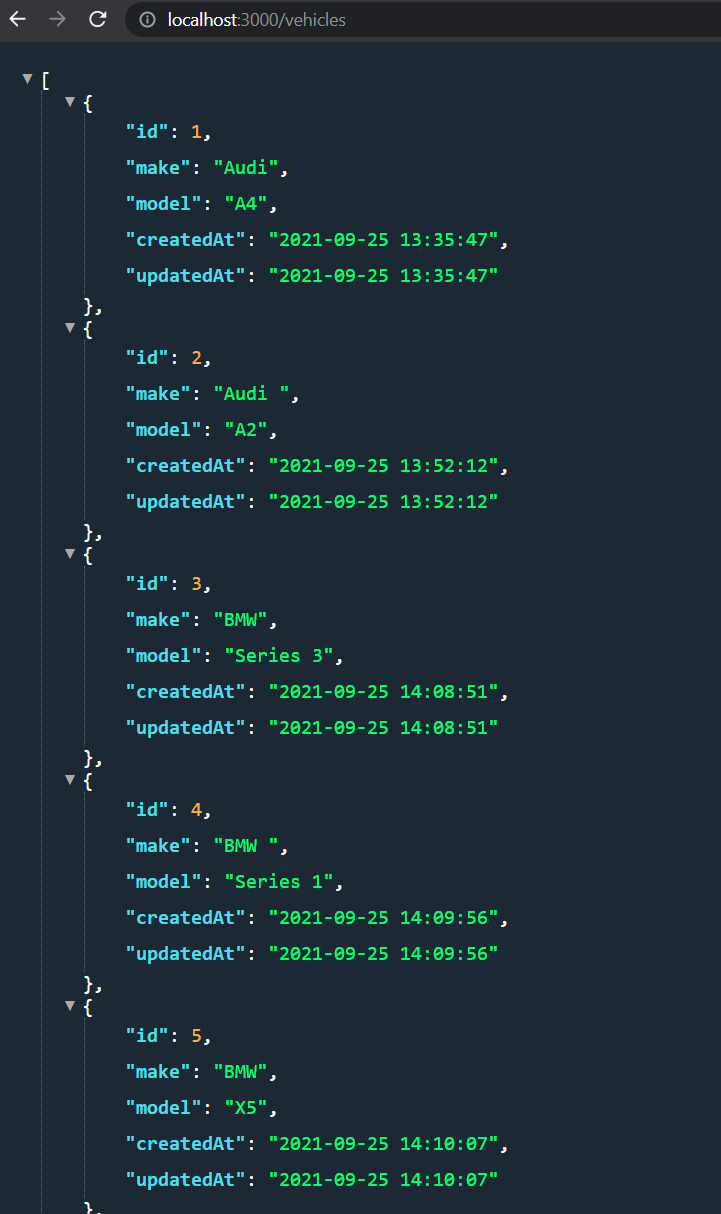 localhost:3000/vehicles
[
{
"id": 1,
"make": "Audi",
"model": "A4",
"createdAt": "2021-09-25 13:35:47",
"updatedAt": "2021-09-25 13:35:47"
},
{
"id": 2,
"make": "Audi ",
"model": "A2",
"createdAt": "2021-09-25 13:52:12",
"updatedAt": "2021-09-25 13:52:12"
},
{
"id": 3,
"make": "BMW",
"model": "Series 3",
"createdAt": "2021-09-25 14:08:51",
"updatedAt": "2021-09-25 14:08:51"
},
{
"id": 4,
"make": "BMW ",
"model": "Series 1",
"createdAt": "2021-09-25 14:09:56",
"updatedAt": "2021-09-25 14:09:56"
},
{
"id": 5,
"make": "BMW",
"model": "X5",
"createdAt": "2021-09-25 14:10:07",
"updatedAt": "2021-09-25 14:10:07"
},